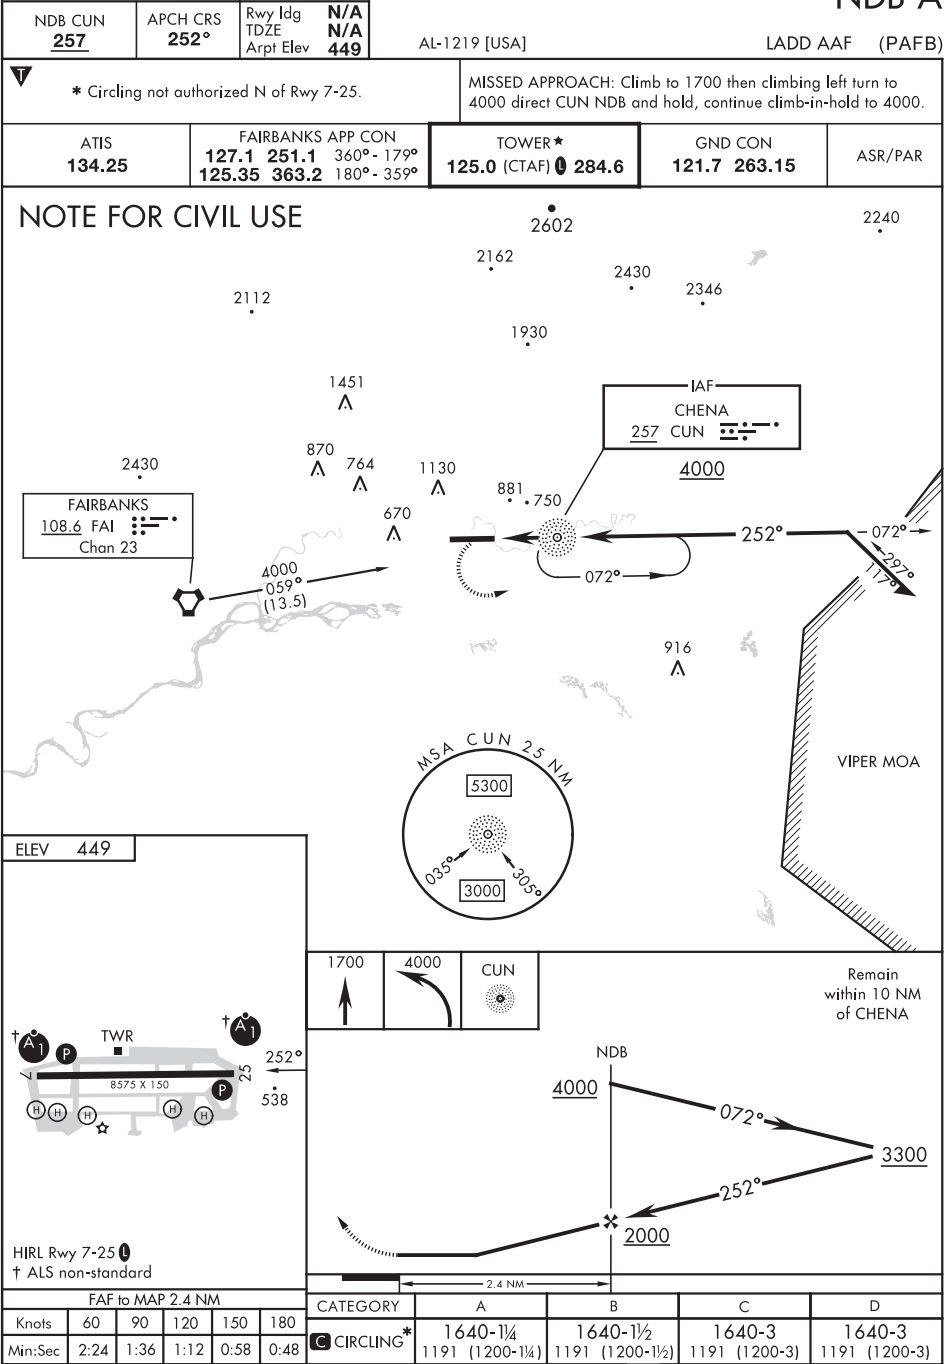 NDB-A
NDB CUN
257
APCH CRS
252°
Rwy ldg N/A
TDZE N/A
Arpt Elev 449
AL-1219 [USA]
LADD AAF (PAFB)
T
* Circling not authorized N of Rwy 7-25.
MISSED APPROACH: Climb to 1700 then climbing left turn to
4000 direct CUN NDB and hold, continue climb-in-hold to 4000.
ATIS
134.25
FAIRBANKS APP CON
127.1 251.1 360° - 179°
125.35 363.2 180° - 359°
TOWER★
125.0 (CTAF) L 284.6
GND CON
121.7 263.15
ASR/PAR
NOTE FOR CIVIL USE
2602
2240
2162
2430
2346
2112
1930
1451
IAF
CHENA
257 CUN
4000
870
764
1130
2430
881
750
670
FAIRBANKS
108.6 FAI
Chan 23
4000
059°
(13.5)
252°
072°
297°
117°
072°
916
VIPER MOA
MSA CUN 25 NM
5300
035°
305°
3000
ELEV 449
1700
4000
CUN
Remain
within 10 NM
of CHENA
† A1
P
TWR
† A1
252°
7
8575 X 150
25
P
538
H
H
H
H
H
NDB
4000
072°
3300
252°
2000
2.4 NM
HIRL Rwy 7-25 L
† ALS non-standard
FAF to MAP 2.4 NM
Knots 60 90 120 150 180
Min:Sec 2:24 1:36 1:12 0:58 0:48
CATEGORY A B C D
C CIRCLING* 1640-1¼ 1640-1½ 1640-3 1640-3
1191 (1200-1¼) 1191 (1200-1½) 1191 (1200-3) 1191 (1200-3)